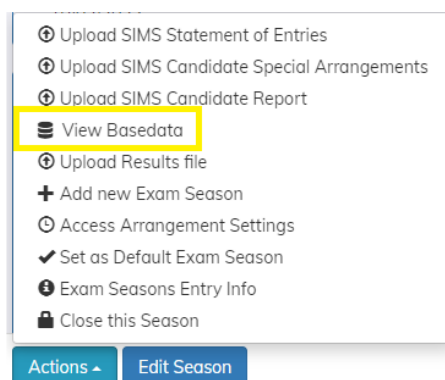 Upload SIMS Statement of Entries
Upload SIMS Candidate Special Arrangements
Upload SIMS Candidate Report
View Basedata
Upload Results file
Add new Exam Season
Access Arrangement Settings
Set as Default Exam Season
Exam Seasons Entry Info
Close this Season
Actions Edit Season